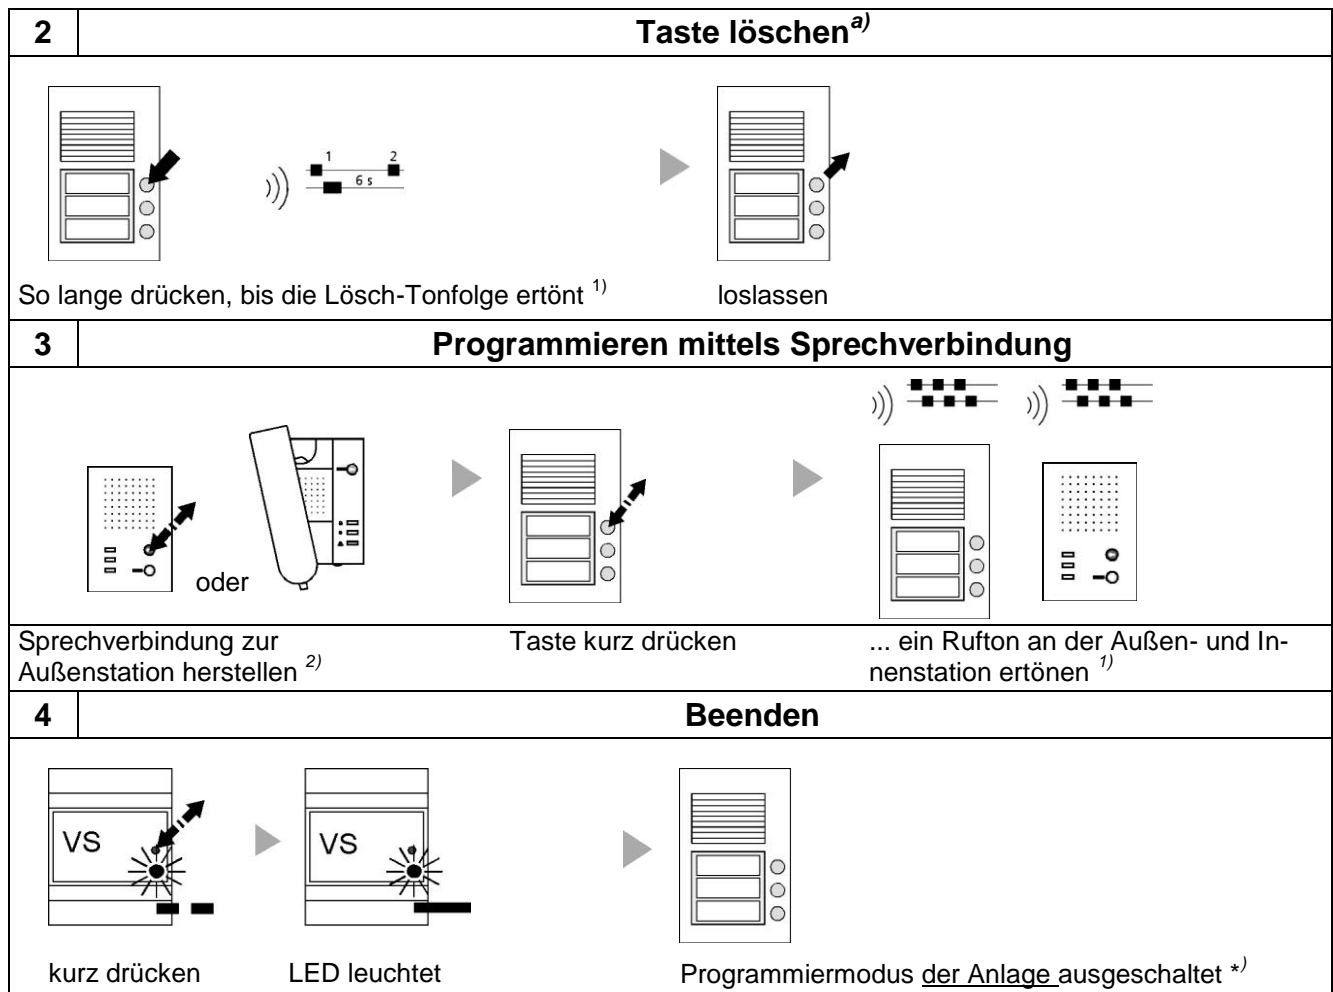 2 Taste löschen a)
1 2
6 s
So lange drücken, bis die Lösch-Tonfolge ertönt 1) loslassen
3 Programmieren mittels Sprechverbindung
oder
Sprechverbindung zur
Außenstation herstellen 2)
Taste kurz drücken
... ein Rufton an der Außen- und In-
nenstation ertönen 1)
4 Beenden
VS VS
kurz drücken LED leuchtet Programmiermodus der Anlage ausgeschaltet *)